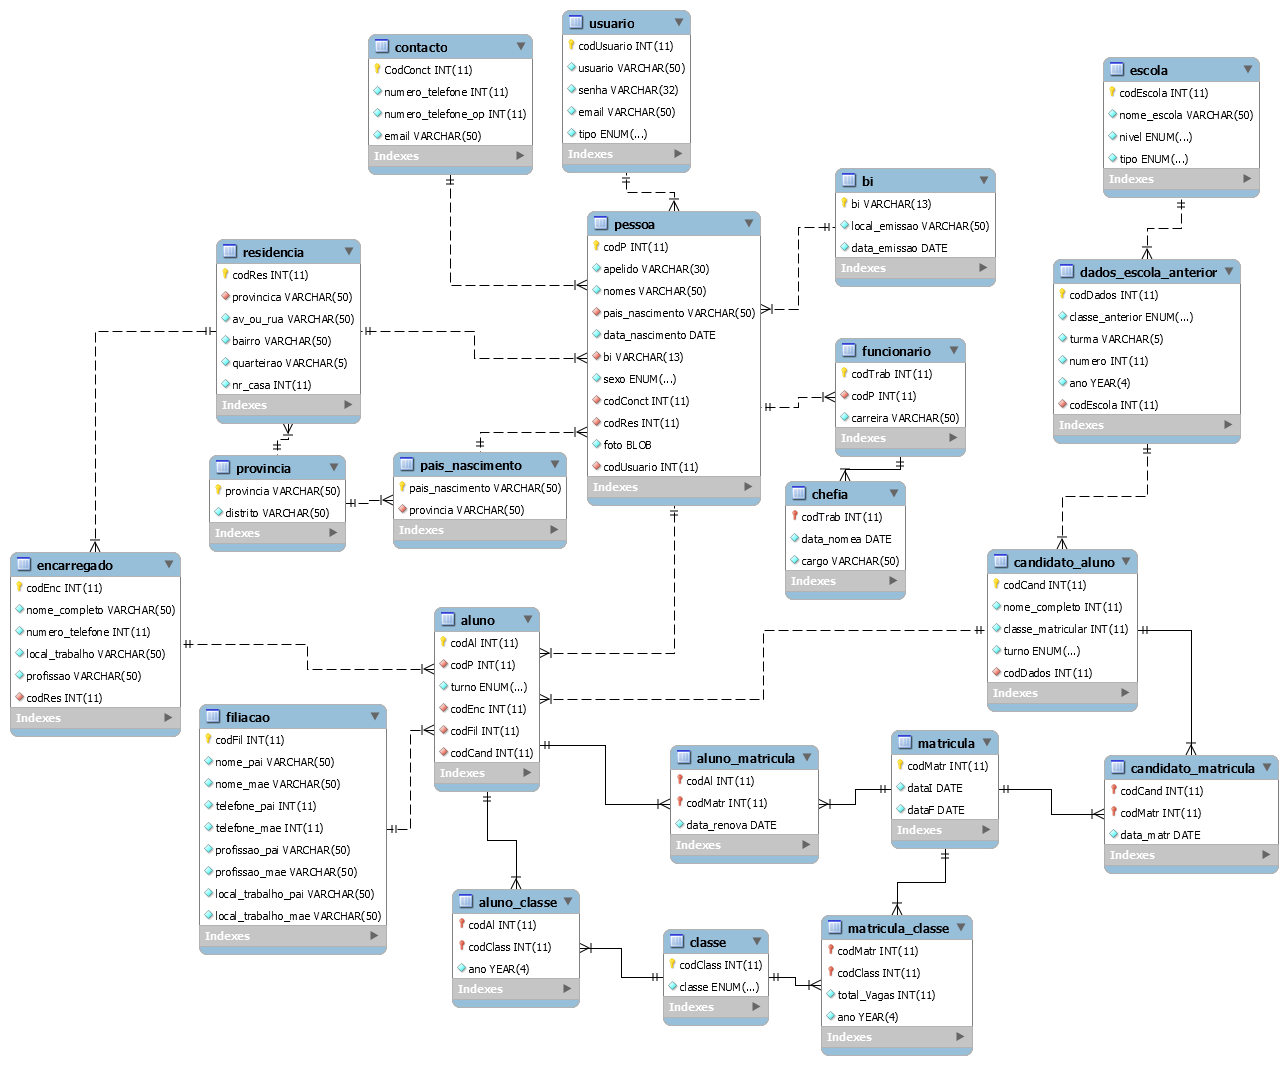 usuario
codUsuario INT(11)
usuario VARCHAR(50)
senha VARCHAR(32)
email VARCHAR(50)
tipo ENUM(...)
Indexes
contacto
CodConct INT(11)
numero_telefone INT(11)
numero_telefone_op INT(11)
email VARCHAR(50)
Indexes
escola
codEscola INT(11)
nome_escola VARCHAR(50)
nivel ENUM(...)
tipo ENUM(...)
Indexes
bi
bi VARCHAR(13)
local_emissao VARCHAR(50)
data_emissao DATE
Indexes
pessoa
codP INT(11)
apelido VARCHAR(30)
nomes VARCHAR(50)
pais_nascimento VARCHAR(50)
data_nascimento DATE
bi VARCHAR(13)
sexo ENUM(...)
codConct INT(11)
codRes INT(11)
foto BLOB
codUsuario INT(11)
Indexes
residencia
codRes INT(11)
provincica VARCHAR(50)
av_ou_rua VARCHAR(50)
bairro VARCHAR(50)
quarteirao VARCHAR(5)
nr_casa INT(11)
Indexes
dados_escola_anterior
codDados INT(11)
classe_anterior ENUM(...)
turma VARCHAR(5)
numero INT(11)
ano YEAR(4)
codEscola INT(11)
Indexes
funcionario
codTrab INT(11)
codP INT(11)
carreira VARCHAR(50)
Indexes
provincia
provincia VARCHAR(50)
distrito VARCHAR(50)
Indexes
pais_nascimento
pais_nascimento VARCHAR(50)
provincia VARCHAR(50)
Indexes
chefia
codTrab INT(11)
data_nomea DATE
cargo VARCHAR(50)
Indexes
encarregado
codEnc INT(11)
nome_completo VARCHAR(50)
numero_telefone INT(11)
local_trabalho VARCHAR(50)
profissao VARCHAR(50)
codRes INT(11)
Indexes
candidato_aluno
codCand INT(11)
nome_completo INT(11)
classe_matricular INT(11)
turno ENUM(...)
codDados INT(11)
Indexes
aluno
codAl INT(11)
codP INT(11)
turno ENUM(...)
codEnc INT(11)
codFil INT(11)
codCand INT(11)
Indexes
filiacao
codFil INT(11)
nome_pai VARCHAR(50)
nome_mae VARCHAR(50)
telefone_pai INT(11)
telefone_mae INT(11)
profissao_pai VARCHAR(50)
profissao_mae VARCHAR(50)
local_trabalho_pai VARCHAR(50)
local_trabalho_mae VARCHAR(50)
Indexes
aluno_matricula
codAl INT(11)
codMatr INT(11)
data_renova DATE
Indexes
matricula
codMatr INT(11)
dataI DATE
dataF DATE
Indexes
candidato_matricula
codCand INT(11)
codMatr INT(11)
data_matr DATE
Indexes
aluno_classe
codAl INT(11)
codClass INT(11)
ano YEAR(4)
Indexes
classe
codClass INT(11)
classe ENUM(...)
Indexes
matricula_classe
codMatr INT(11)
codClass INT(11)
total_Vagas INT(11)
ano YEAR(4)
Indexes